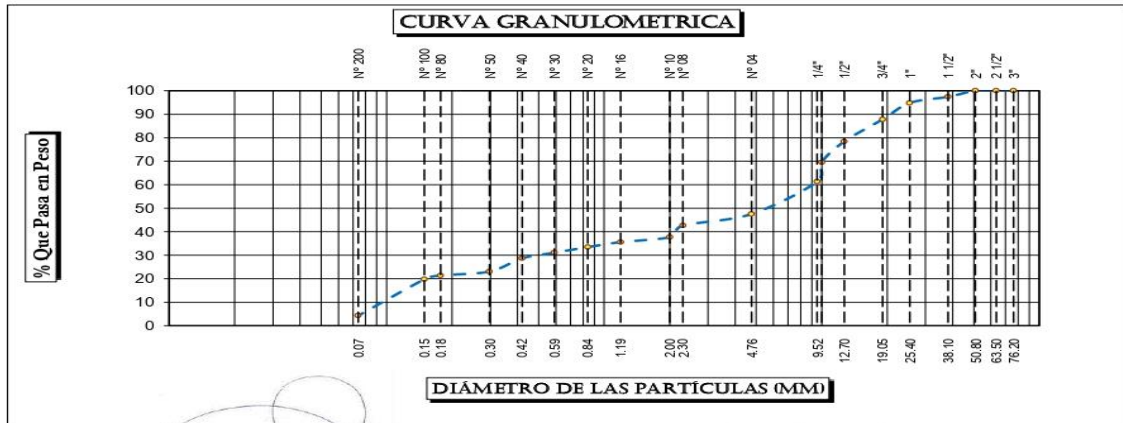 CURVA GRANULOMETRICA
Nº 200 Nº 100 Nº 80 Nº 50 Nº 40 Nº 30 Nº 20 Nº 16 Nº 10 Nº 08 Nº 04 1/4" 1/2" 3/4" 1" 1 1/2" 2" 2 1/2" 3"
% Que Pasa en Peso
100
90
80
70
60
50
40
30
20
10
0
0.07 0.15 0.18 0.30 0.42 0.59 0.84 1.19 2.00 2.30 4.76 9.52 12.70 19.05 25.40 38.10 50.80 63.50 76.20
DIÁMETRO DE LAS PARTÍCULAS (MM)